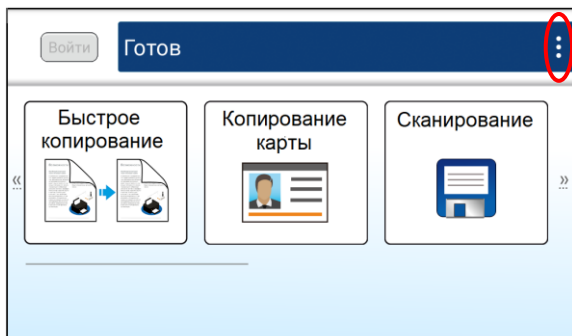 Войти
Готов
Быстрое
копирование
Копирование
карты
Сканирование
«
»